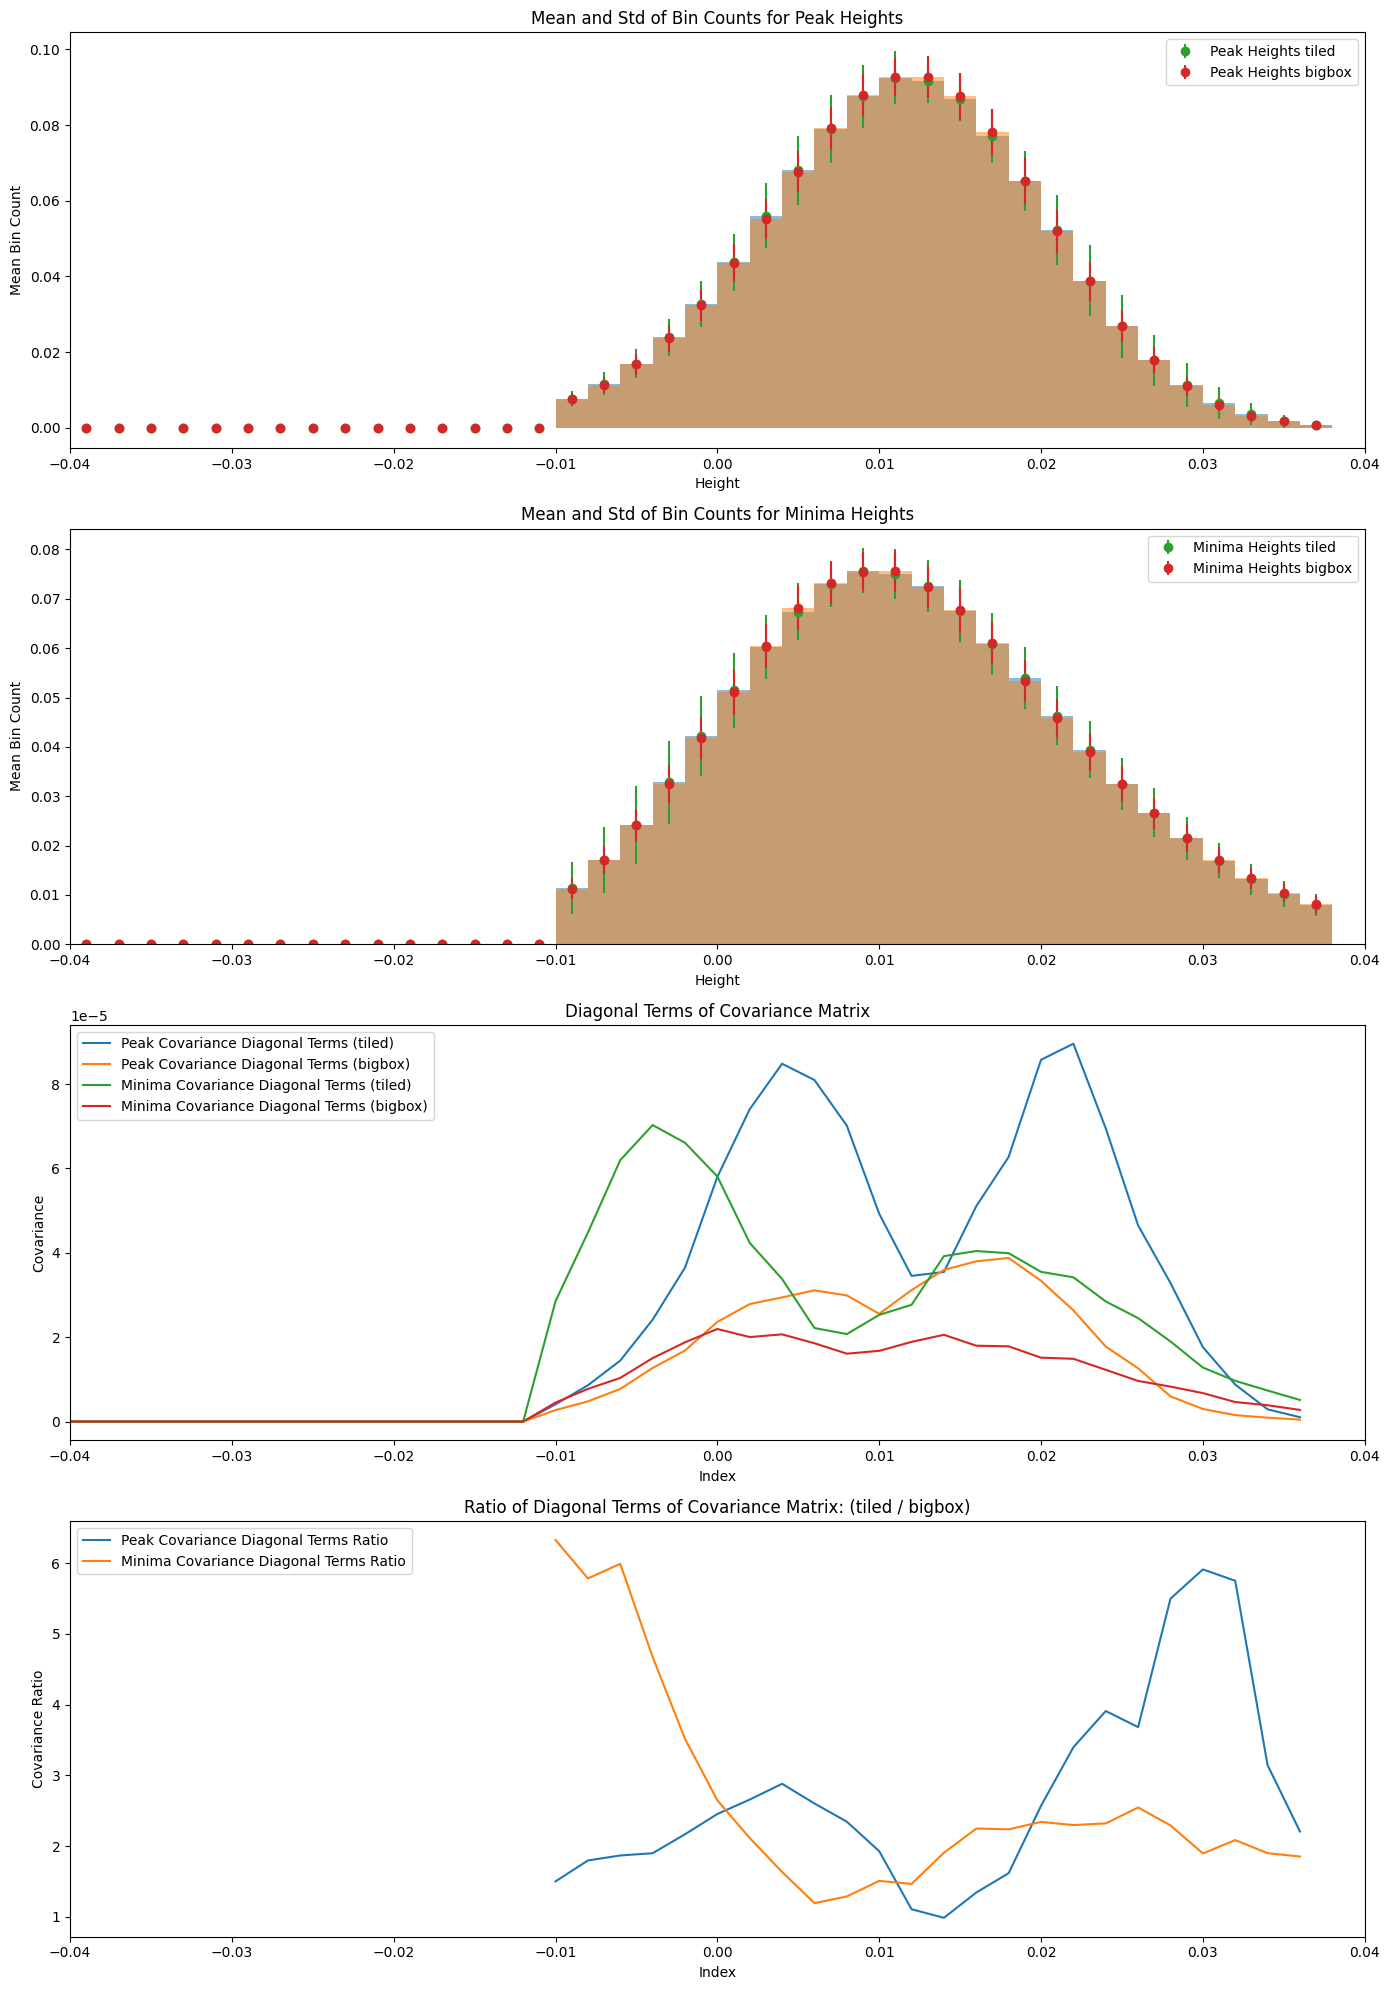 Mean and Std of Bin Counts for Peak Heights
Peak Heights tiled
Peak Heights bigbox
Mean Bin Count
0.10
0.08
0.06
0.04
0.02
0.00
−0.04 −0.03 −0.02 −0.01 0.00 0.01 0.02 0.03 0.04
Height
Mean and Std of Bin Counts for Minima Heights
Minima Heights tiled
Minima Heights bigbox
Mean Bin Count
0.08
0.07
0.06
0.05
0.04
0.03
0.02
0.01
0.00
−0.04 −0.03 −0.02 −0.01 0.00 0.01 0.02 0.03 0.04
Height
Diagonal Terms of Covariance Matrix
1e−5
Peak Covariance Diagonal Terms (tiled)
Peak Covariance Diagonal Terms (bigbox)
Minima Covariance Diagonal Terms (tiled)
Minima Covariance Diagonal Terms (bigbox)
Covariance
8
6
4
2
0
−0.04 −0.03 −0.02 −0.01 0.00 0.01 0.02 0.03 0.04
Index
Ratio of Diagonal Terms of Covariance Matrix: (tiled / bigbox)
Peak Covariance Diagonal Terms Ratio
Minima Covariance Diagonal Terms Ratio
Covariance Ratio
6
5
4
3
2
1
−0.04 −0.03 −0.02 −0.01 0.00 0.01 0.02 0.03 0.04
Index